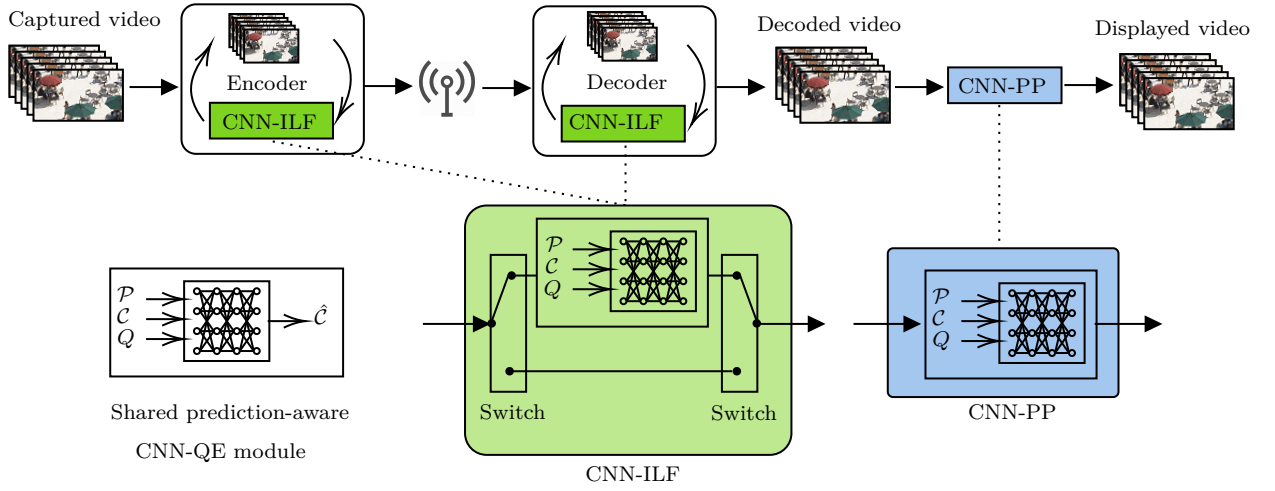 Captured video
Encoder
CNN-ILF
Decoder
CNN-ILF
Decoded video
CNN-PP
Displayed video
𝒫
𝒞
Q
𝒞̂
Shared prediction-aware
CNN-QE module
𝒫
𝒞
Q
Switch
Switch
CNN-ILF
𝒫
𝒞
Q
CNN-PP